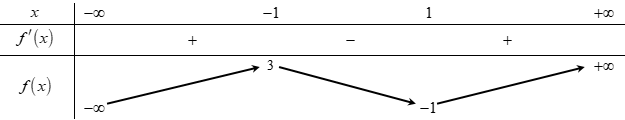 x −∞ −1 1 +∞
f'(x) + − +
3 +∞
f(x)
−∞ −1